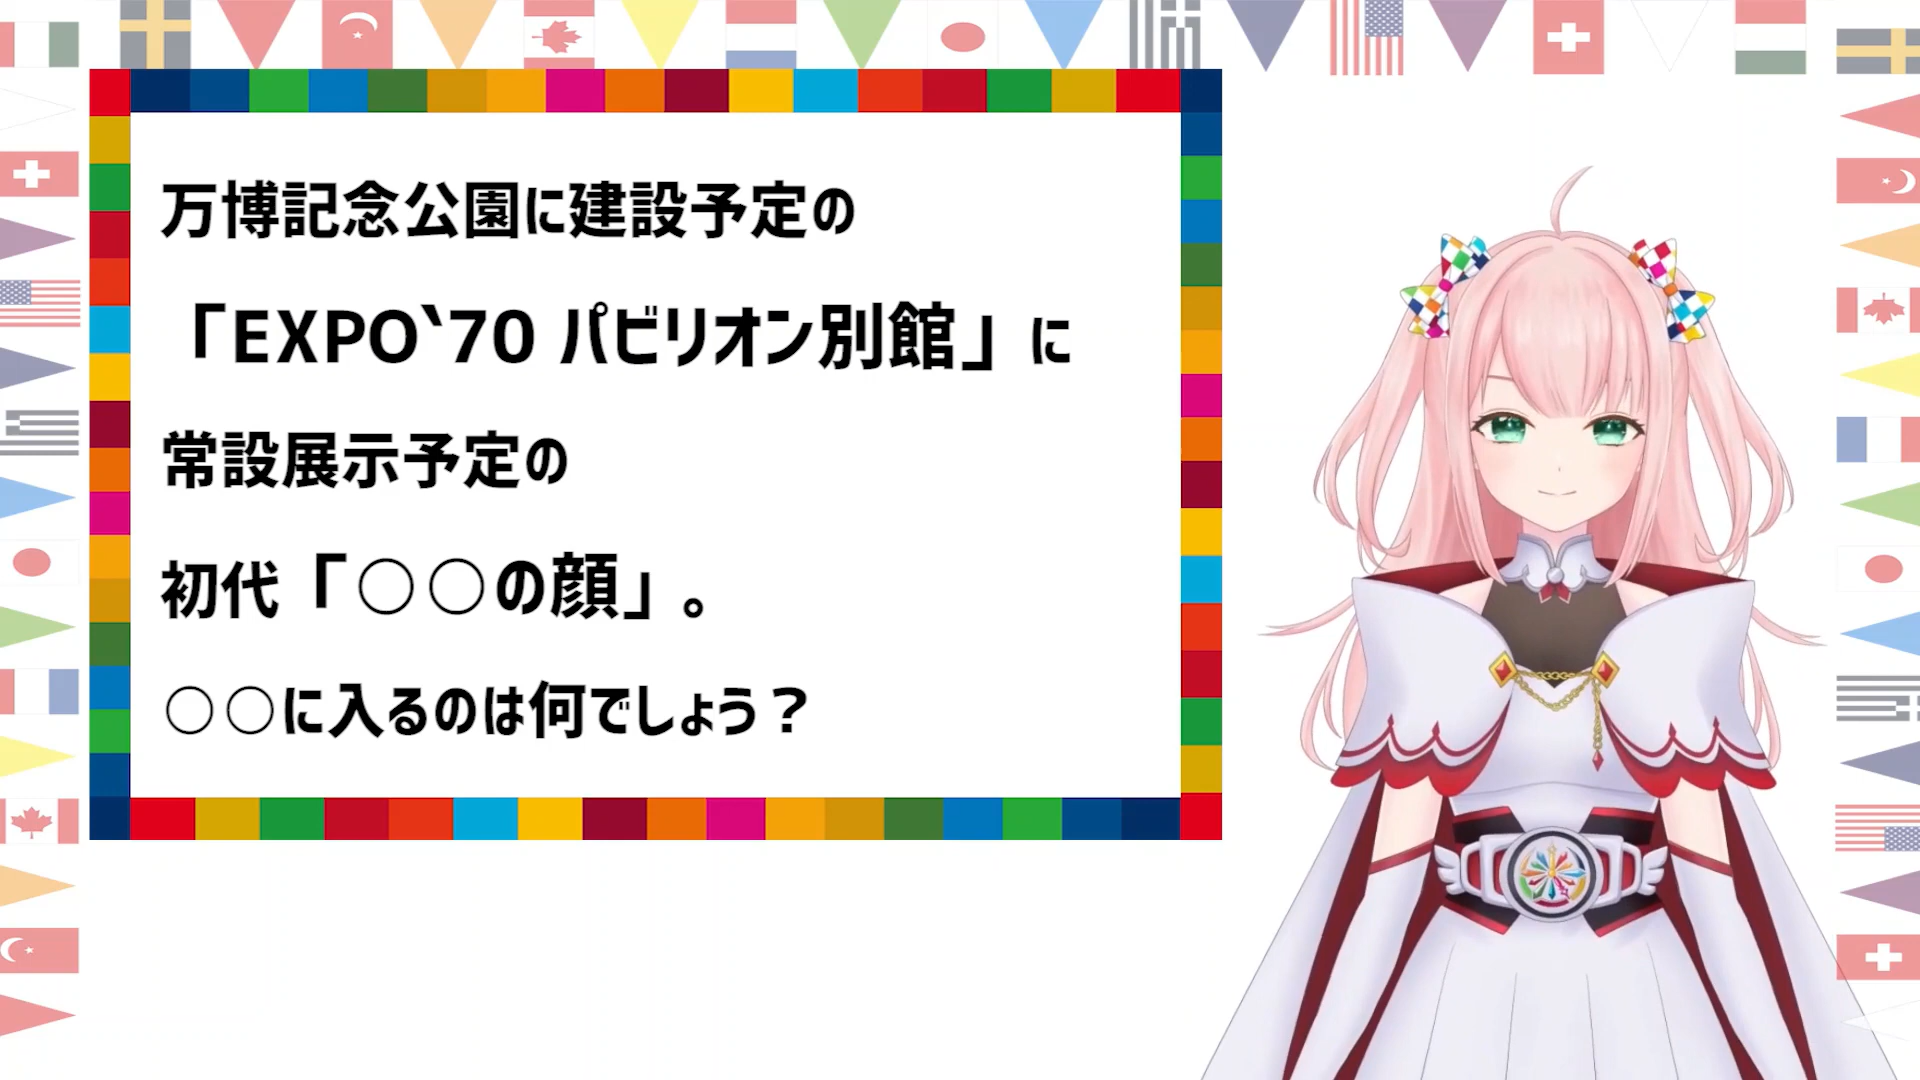 万博記念公園に建設予定の
「EXPO‵70 パビリオン別館」に
常設展示予定の
初代「○○の顔」。
○○に入るのは何でしょう？